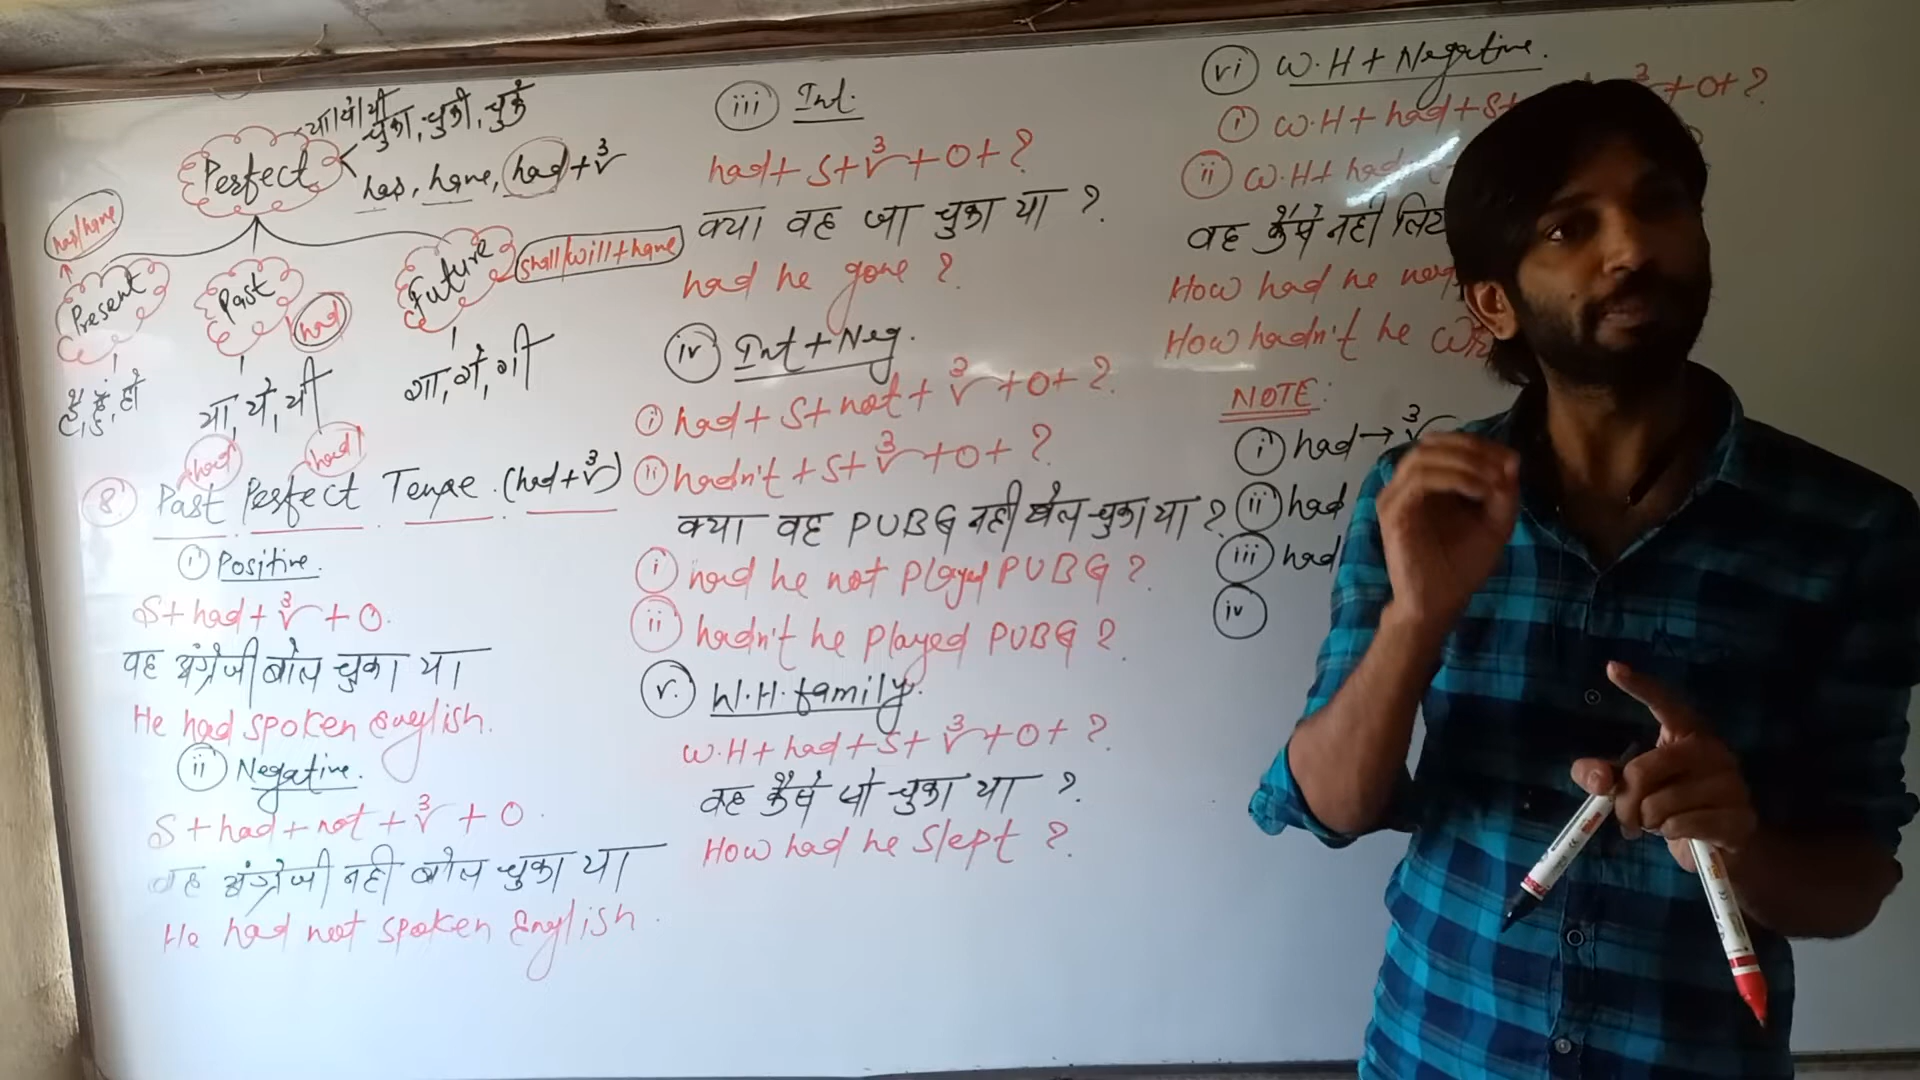 या/ये/यी
चुका, चुकी, चुके
Perfect
has, have, had + V³
has/have
Present
Past
had
Future
shall/will+have
है, हैं, हो
या, ये, यी
गा, गे, गी
had
had
8. Past Perfect Tense. (had+V³)
i Positive.
S+had+V³+O.
वह अंग्रेजी बोल चुका या
He had spoken English.
ii Negative.
S+had+not+V³+O.
वह अंग्रेजी नही बोल चुका या
He had not spoken English.
iii Int.
had+S+V³+O+?
क्या वह जा चुका या ?
had he gone ?
iv Int+Neg.
i had+S+not+V³+O+?
ii hadn't+S+V³+O+?
क्या वह PUBG नही खेल चुका या ?
i had he not played PUBG ?
ii hadn't he played PUBG ?
v. W.H. family.
W.H+had+S+V³+O+?
वह कैसे सो चुका या ?
How had he slept ?
vi W.H+Negative.
i W.H+had+S+ V³+O+?
ii W.H+had
वह कैसे नही
How had he
How hadn't he
NOTE:
i had→V³
ii had
iii had
iv